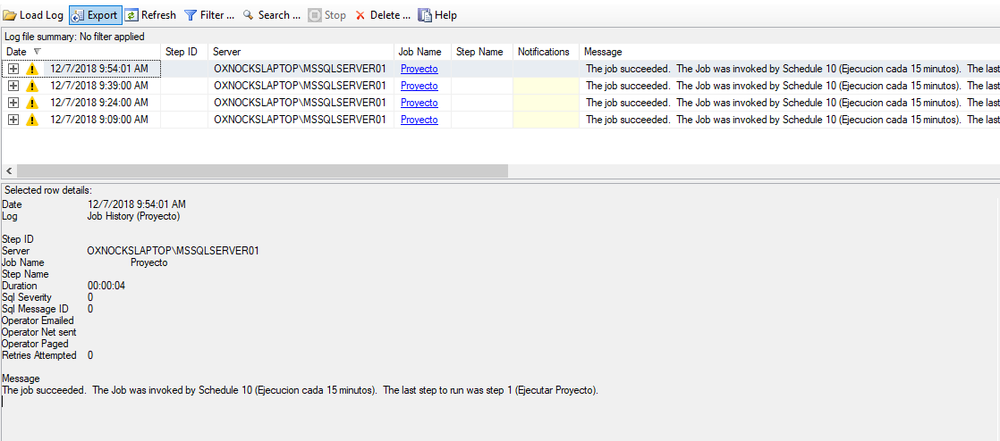 Load Log Export Refresh Filter ... Search ... Stop Delete ... Help
Log file summary: No filter applied
Date Step ID Server Job Name Step Name Notifications Message
12/7/2018 9:54:01 AM OXNOCKSLAPTOP\MSSQLSERVER01 Proyecto The job succeeded. The Job was invoked by Schedule 10 (Ejecucion cada 15 minutos). The last
12/7/2018 9:39:00 AM OXNOCKSLAPTOP\MSSQLSERVER01 Proyecto The job succeeded. The Job was invoked by Schedule 10 (Ejecucion cada 15 minutos). The les
12/7/2018 9:24:00 AM OXNOCKSLAPTOP\MSSQLSERVER01 Proyecto The job succeeded. The Job was invoked by Schedule 10 (Ejecucion cada 15 minutos). The las
12/7/2018 9:09:00 AM OXNOCKSLAPTOP\MSSQLSERVER01 Proyecto The job succeeded. The Job was invoked by Schedule 10 (Ejecucion cada 15 minutos). The las
Selected row details:
Date 12/7/2018 9:54:01 AM
Log Job History (Proyecto)
Step ID
Server OXNOCKSLAPTOP\MSSQLSERVER01
Job Name Proyecto
Step Name
Duration 00:00:04
Sql Severity 0
Sql Message ID 0
Operator Emailed
Operator Net sent
Operator Paged
Retries Attempted 0
Message
The job succeeded. The Job was invoked by Schedule 10 (Ejecucion cada 15 minutos). The last step to run was step 1 (Ejecutar Proyecto).